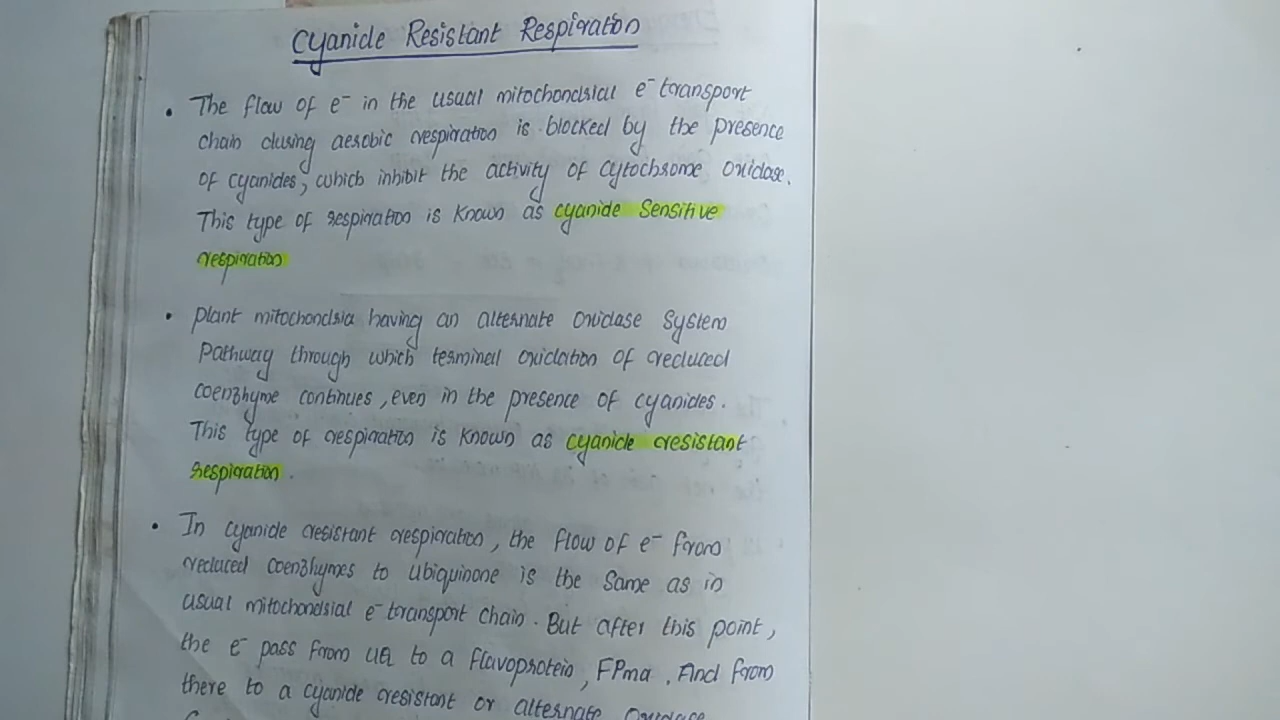 Cyanide Resistant Respiration
• The flow of e⁻ in the usual mitochondrial e⁻ transport
chain during aerobic respiration is blocked by the presence
of cyanides, which inhibit the activity of cytochrome oxidase.
This type of respiration is known as cyanide sensitive
respiration
• Plant mitochondria having an alternate oxidase system
pathway through which terminal oxidation of reduced
coenzhyme continues, even in the presence of cyanides.
This type of respiration is known as cyanide resistant
respiration.
• In cyanide resistant respiration, the flow of e⁻ from
reduced coenzhymes to ubiquinone is the same as in
usual mitochondrial e⁻ transport chain. But after this point,
the e⁻ pass from UQ to a flavoprotein, FPma. And from
there to a cyanide resistant or alternate oxidase